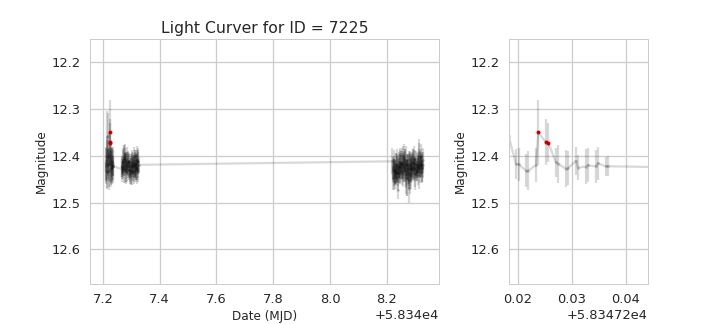 Light Curver for ID = 7225
Magnitude
12.2
12.3
12.4
12.5
12.6
7.2 7.4 7.6 7.8 8.0 8.2
Date (MJD)
+5.834e4
Magnitude
12.2
12.3
12.4
12.5
12.6
0.02 0.03 0.04
+5.83472e4